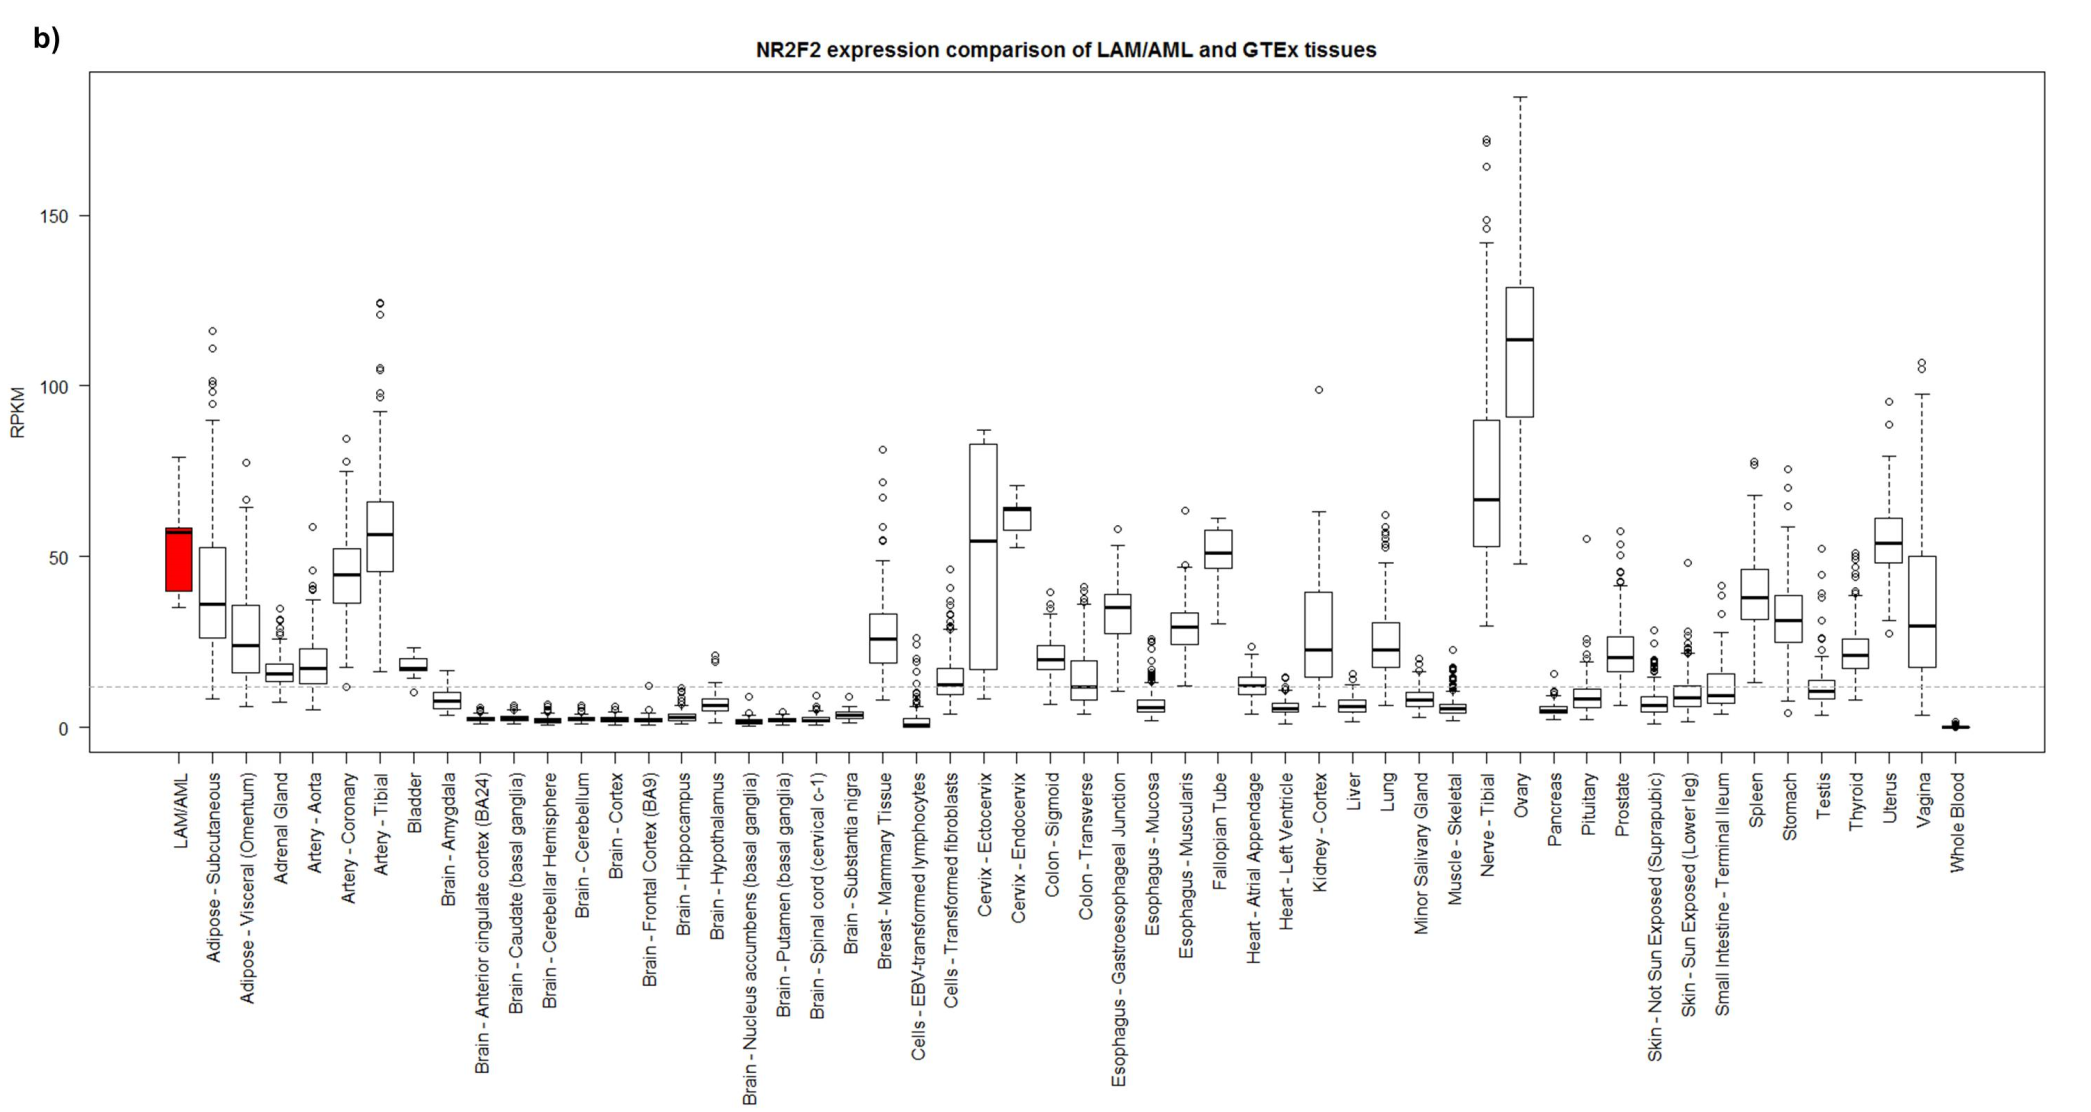 b)
NR2F2 expression comparison of LAM/AML and GTEx tissues
RPKM
150
100
50
0
LAM/AML
Adipose - Subcutaneous
Adipose - Visceral (Omentum)
Adrenal Gland
Artery - Aorta
Artery - Coronary
Artery - Tibial
Bladder
Brain - Amygdala
Brain - Anterior cingulate cortex (BA24)
Brain - Caudate (basal ganglia)
Brain - Cerebellar Hemisphere
Brain - Cerebellum
Brain - Cortex
Brain - Frontal Cortex (BA9)
Brain - Hippocampus
Brain - Hypothalamus
Brain - Nucleus accumbens (basal ganglia)
Brain - Putamen (basal ganglia)
Brain - Spinal cord (cervical c-1)
Brain - Substantia nigra
Breast - Mammary Tissue
Cells - EBV-transformed lymphocytes
Cells - Transformed fibroblasts
Cervix - Ectocervix
Cervix - Endocervix
Colon - Sigmoid
Colon - Transverse
Esophagus - Gastroesophageal Junction
Esophagus - Mucosa
Esophagus - Muscularis
Fallopian Tube
Heart - Atrial Appendage
Heart - Left Ventricle
Kidney - Cortex
Liver
Lung
Minor Salivary Gland
Muscle - Skeletal
Nerve - Tibial
Ovary
Pancreas
Pituitary
Prostate
Skin - Not Sun Exposed (Suprapubic)
Skin - Sun Exposed (Lower leg)
Small Intestine - Terminal Ileum
Spleen
Stomach
Testis
Thyroid
Uterus
Vagina
Whole Blood